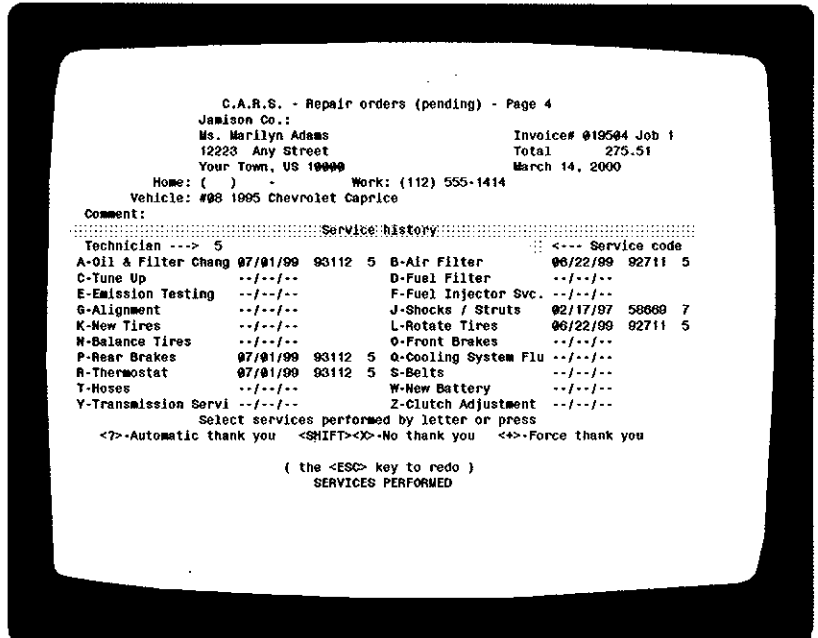 C.A.R.S. - Repair orders (pending) - Page 4
Jamison Co.:
Ms. Marilyn Adams Invoice# 019504 Job 1
12223 Any Street Total 275.51
Your Town, US 10000 March 14, 2000
Home: ( ) - Work: (112) 555-1414
Vehicle: #08 1995 Chevrolet Caprice
Comment:
Service history
Technician ---> 5 <--- Service code
A-Oil & Filter Chang 07/01/99 93112 5 B-Air Filter 06/22/99 92711 5
C-Tune Up --/--/-- D-Fuel Filter --/--/--
E-Emission Testing --/--/-- F-Fuel Injector Svc. --/--/--
G-Alignment --/--/-- J-Shocks / Struts 02/17/97 58669 7
K-New Tires --/--/-- L-Rotate Tires 06/22/99 92711 5
N-Balance Tires --/--/-- O-Front Brakes --/--/--
P-Rear Brakes 07/01/99 93112 5 Q-Cooling System Flu --/--/--
R-Thermostat 07/01/99 93112 5 S-Belts --/--/--
T-Hoses --/--/-- W-New Battery --/--/--
Y-Transmission Servi --/--/-- Z-Clutch Adjustment --/--/--
Select services performed by letter or press
<?>-Automatic thank you <SHIFT><X>-No thank you <+>-Force thank you
( the <ESC> key to redo )
SERVICES PERFORMED